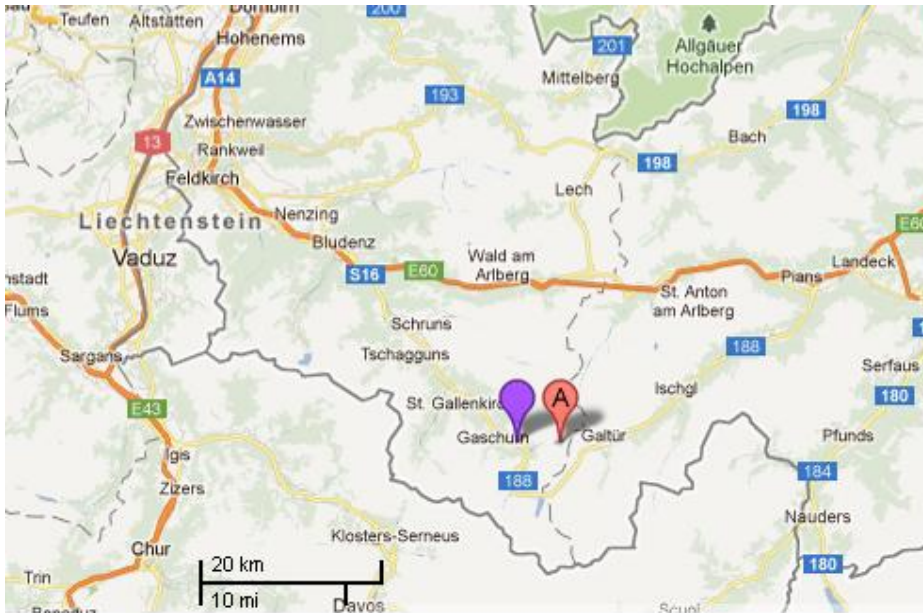 Dornbirn
200
Teufen
Altstätten
Hohenems
201
Allgäuer
Hochalpen
Mittelberg
A14
193
198
Zwischenwasser
13
Rankweil
Bach
198
Feldkirch
Lech
Nenzing
Liechtenstein
Bludenz
Vaduz
Wald am
Arlberg
E60
Landeck
S16
E60
Pians
St. Anton
am Arlberg
Flums
Schruns
188
Sargans
Tschagguns
Serfaus
Ischgl
180
E43
St. Gallenkirch
A
Gaschurn
Galtür
Pfunds
Igis
188
184
Zizers
Nauders
Klosters-Serneus
Chur
20 km
180
Trin
10 mi
Davos